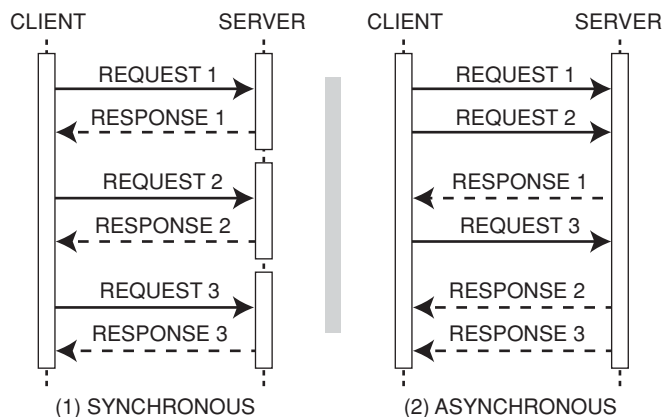 CLIENT SERVER
REQUEST 1
RESPONSE 1
REQUEST 2
RESPONSE 2
REQUEST 3
RESPONSE 3
(1) SYNCHRONOUS
CLIENT SERVER
REQUEST 1
REQUEST 2
RESPONSE 1
REQUEST 3
RESPONSE 2
RESPONSE 3
(2) ASYNCHRONOUS